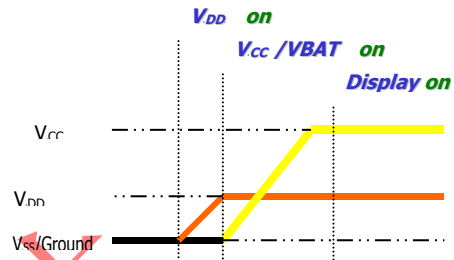 VDD on
VCC /VBAT on
Display on
VCC
VDD
VSS/Ground